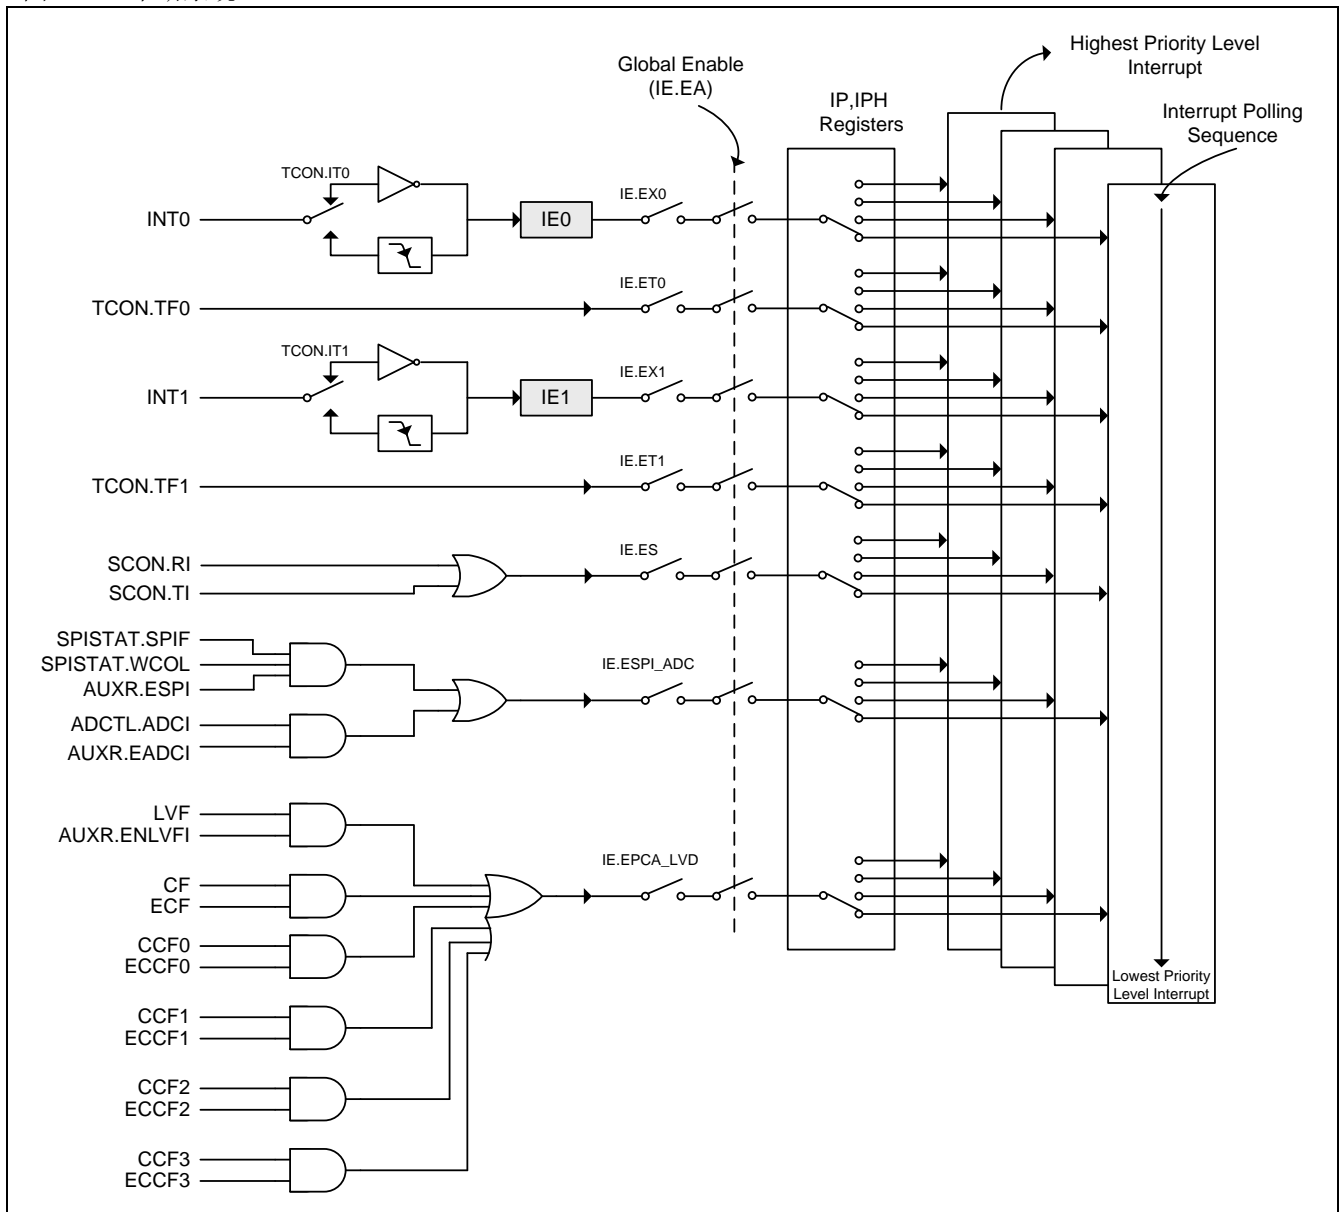 Highest Priority Level
Interrupt
Global Enable
(IE.EA)
IP,IPH
Registers
Interrupt Polling
Sequence
TCON.IT0
INT0
IE0
IE.EX0
TCON.TF0
IE.ET0
TCON.IT1
INT1
IE1
IE.EX1
TCON.TF1
IE.ET1
SCON.RI
SCON.TI
IE.ES
SPISTAT.SPIF
SPISTAT.WCOL
AUXR.ESPI
IE.ESPI_ADC
ADCTL.ADCI
AUXR.EADCI
LVF
AUXR.ENLVFI
CF
ECF
IE.EPCA_LVD
CCF0
ECCF0
Lowest Priority
Level Interrupt
CCF1
ECCF1
CCF2
ECCF2
CCF3
ECCF3